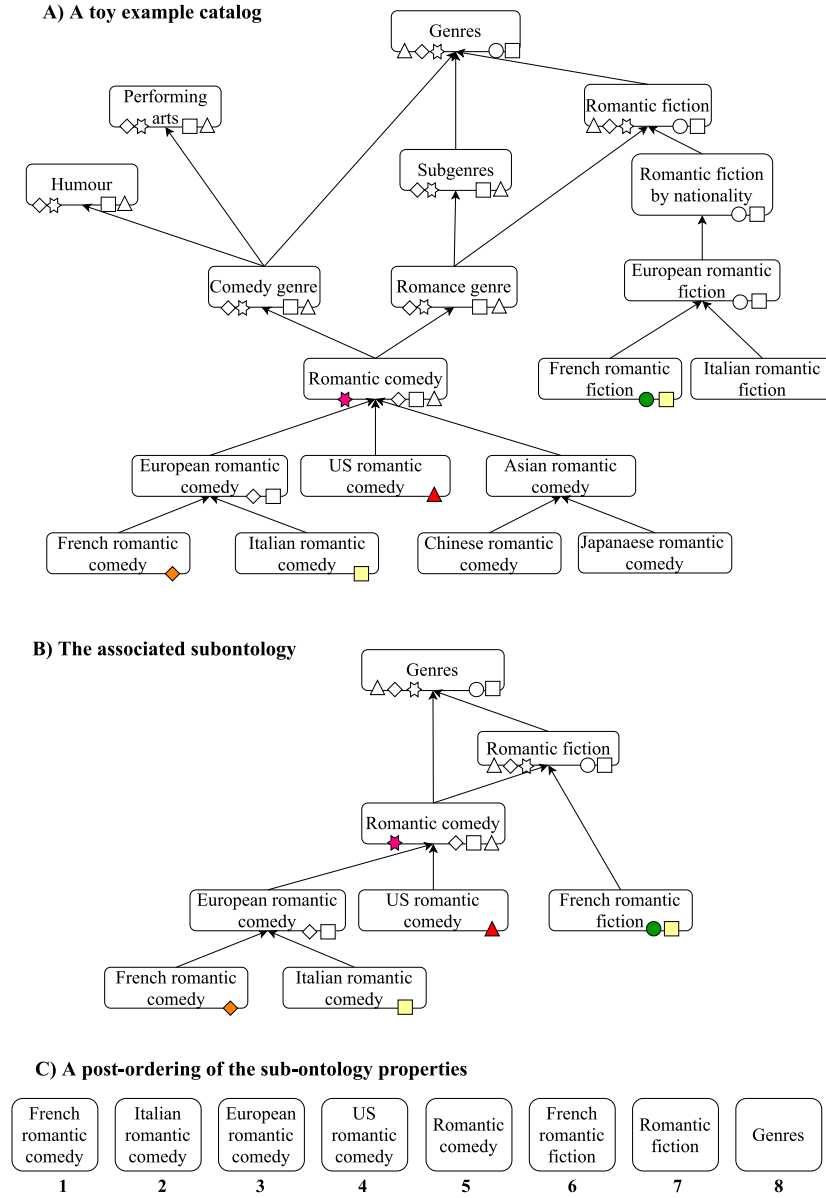 A) A toy example catalog
Genres
Performing
arts
Romantic fiction
Humour
Subgenres
Romantic fiction
by nationality
Comedy genre
Romance genre
European romantic
fiction
Romantic comedy
French romantic
fiction
Italian romantic
fiction
European romantic
comedy
US romantic
comedy
Asian romantic
comedy
French romantic
comedy
Italian romantic
comedy
Chinese romantic
comedy
Japanaese romantic
comedy
B) The associated subontology
Genres
Romantic fiction
Romantic comedy
European romantic
comedy
US romantic
comedy
French romantic
fiction
French romantic
comedy
Italian romantic
comedy
C) A post-ordering of the sub-ontology properties
French
romantic
comedy
Italian
romantic
comedy
European
romantic
comedy
US
romantic
comedy
Romantic
comedy
French
romantic
fiction
Romantic
fiction
Genres
1 2 3 4 5 6 7 8